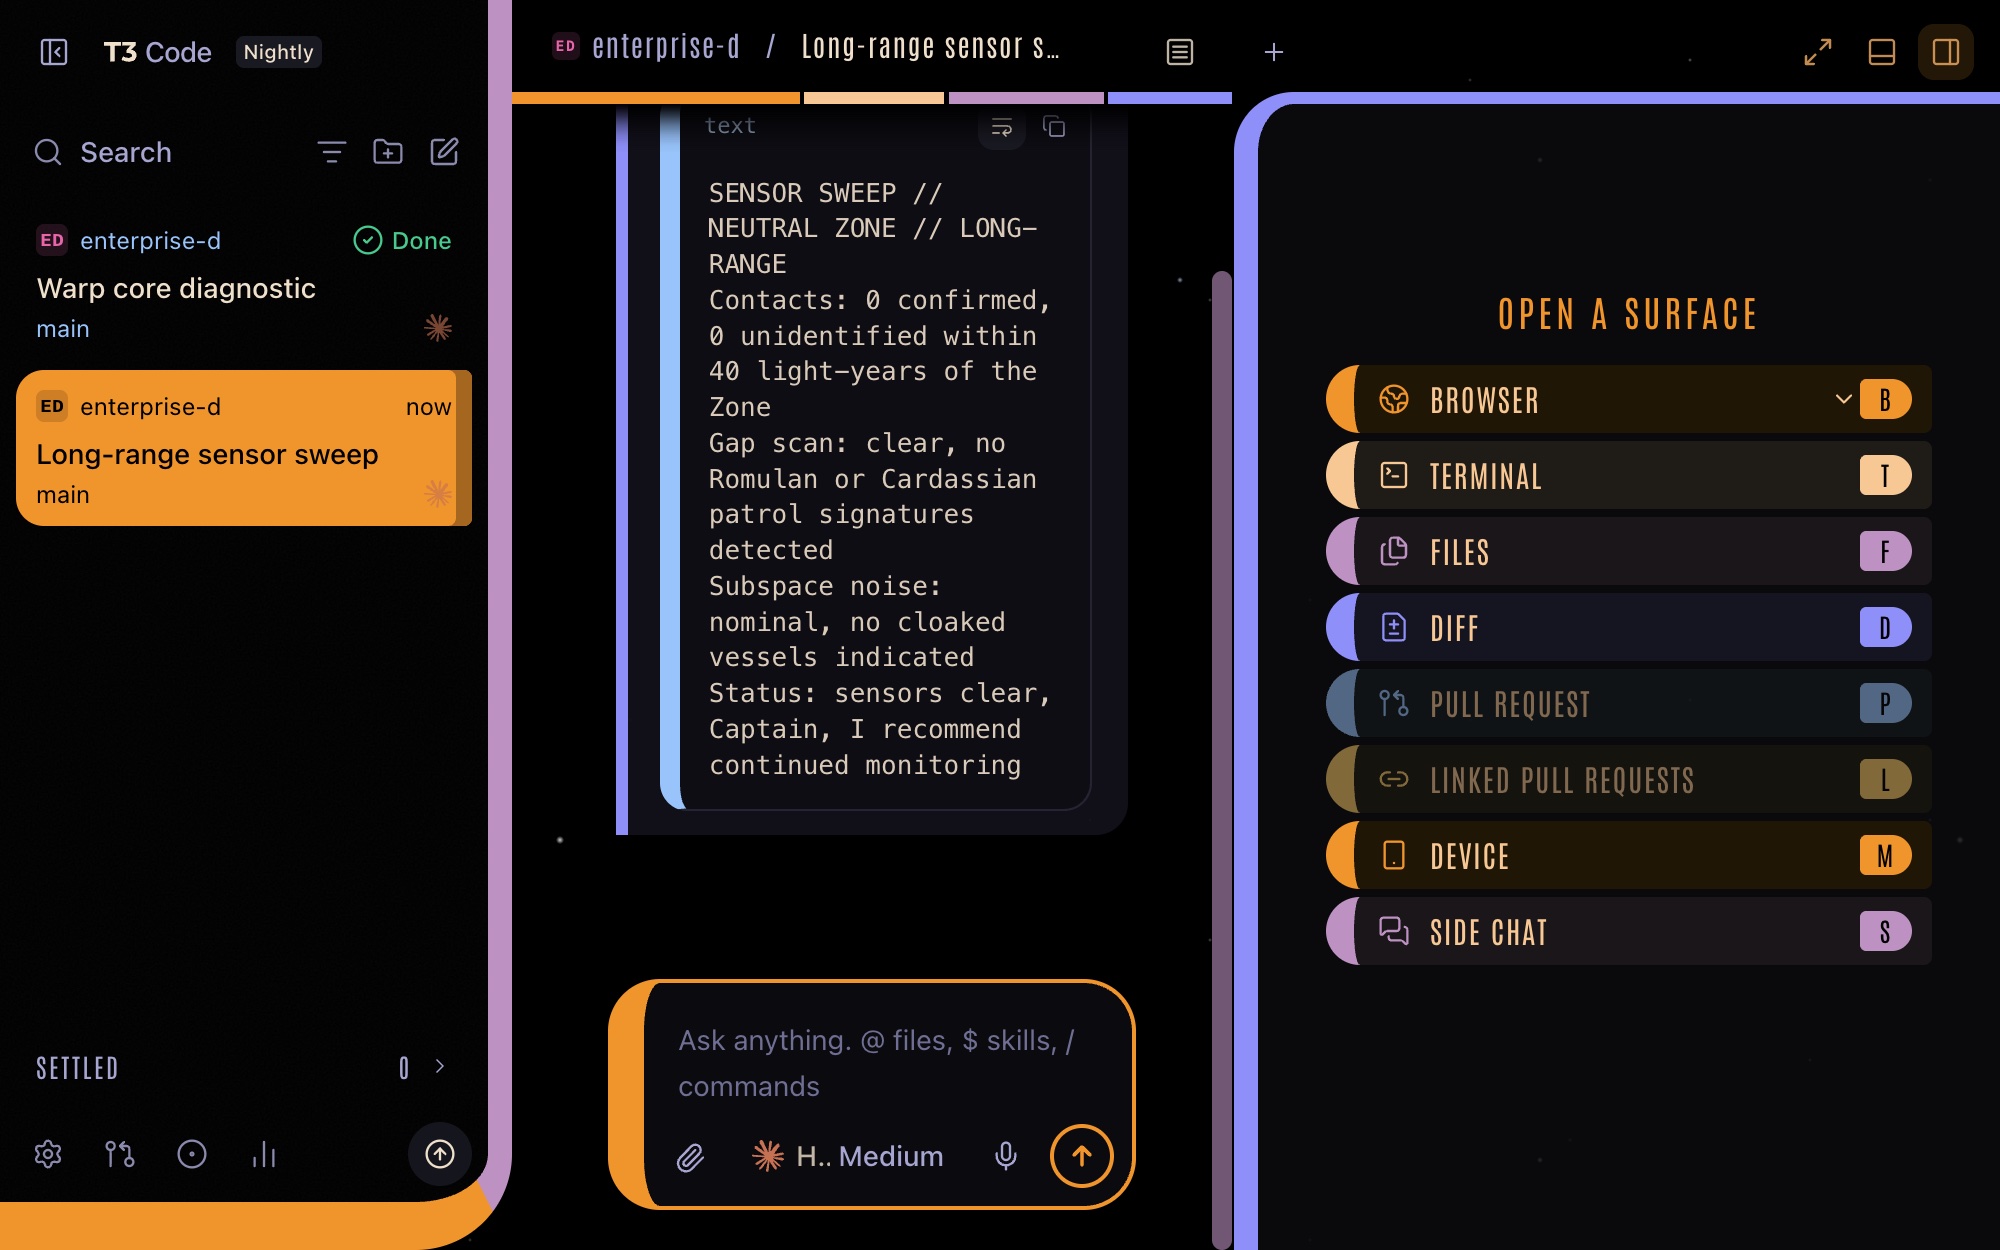 T3 Code Nightly
Search
ED enterprise-d Done
Warp core diagnostic
main
ED enterprise-d now
Long-range sensor sweep
main
SETTLED 0
ED enterprise-d / Long-range sensor s…
text
SENSOR SWEEP //
NEUTRAL ZONE // LONG-
RANGE
Contacts: 0 confirmed,
0 unidentified within
40 light-years of the
Zone
Gap scan: clear, no
Romulan or Cardassian
patrol signatures
detected
Subspace noise:
nominal, no cloaked
vessels indicated
Status: sensors clear,
Captain, I recommend
continued monitoring
Ask anything. @ files, $ skills, /
commands
H.. Medium
OPEN A SURFACE
BROWSER B
TERMINAL T
FILES F
DIFF D
PULL REQUEST P
LINKED PULL REQUESTS L
DEVICE M
SIDE CHAT S